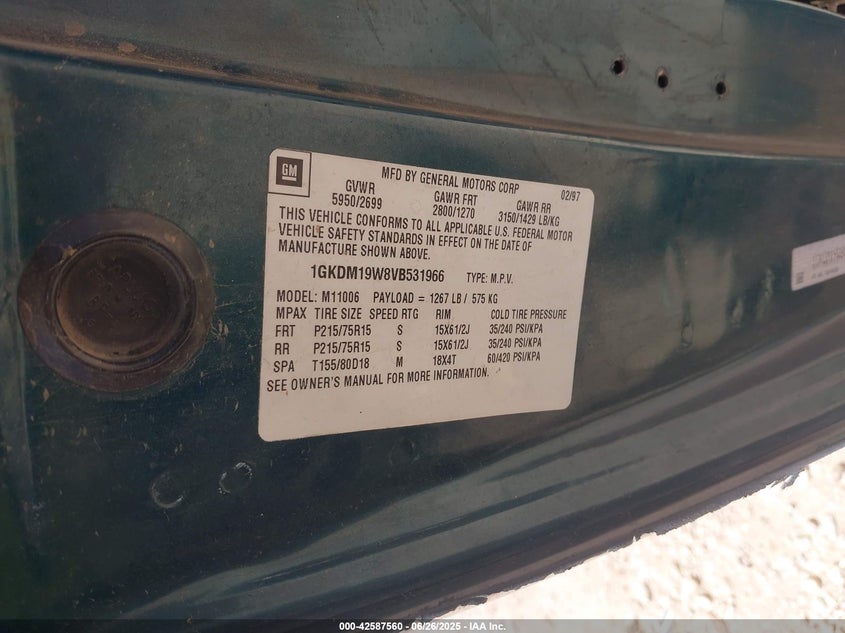 GM
MFD BY GENERAL MOTORS CORP 02/97
GVWR GAWR FRT GAWR RR
5950/2699 2800/1270 3150/1429 LB/KG
THIS VEHICLE CONFORMS TO ALL APPLICABLE U.S. FEDERAL MOTOR
VEHICLE SAFETY STANDARDS IN EFFECT ON THE DATE OF
MANUFACTURE SHOWN ABOVE.
1GKDM19W8VB531966 TYPE: M.P.V.
MODEL: M11006 PAYLOAD = 1267 LB/ 575 KG
MPAX TIRE SIZE SPEED RTG RIM COLD TIRE PRESSURE
FRT P215/75R15 S 15X61/2J 35/240 PSI/KPA
RR P215/75R15 S 15X61/2J 35/240 PSI/KPA
SPA T155/80D18 M 18X4T 60/420 PSI/KPA
SEE OWNER'S MANUAL FOR MORE INFORMATION.
000-42587560 - 06/26/2025 - IAA Inc.